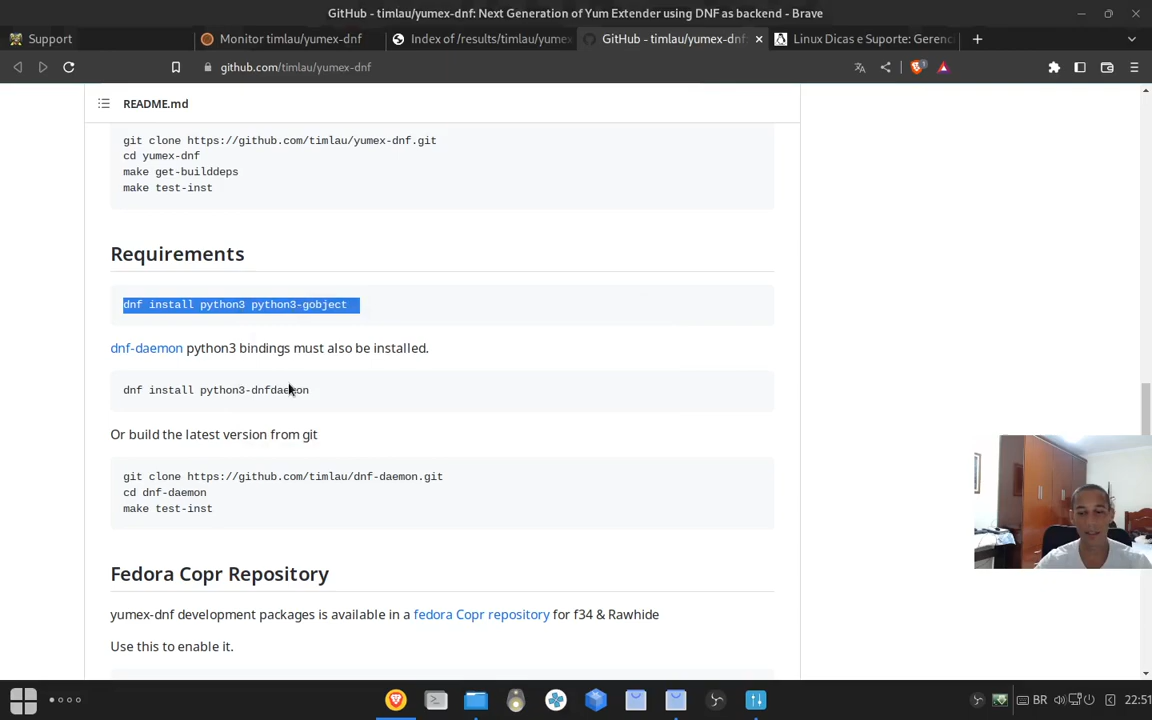 GitHub - timlau/yumex-dnf: Next Generation of Yum Extender using DNF as backend - Brave
Support
Monitor timlau/yumex-dnf
Index of /results/timlau/yumex
GitHub - timlau/yumex-dnf:
Linux Dicas e Suporte: Gerenc
github.com/timlau/yumex-dnf
1
README.md
git clone https://github.com/timlau/yumex-dnf.git
cd yumex-dnf
make get-builddeps
make test-inst
Requirements
dnf install python3 python3-gobject
dnf-daemon python3 bindings must also be installed.
dnf install python3-dnfdaemon
Or build the latest version from git
git clone https://github.com/timlau/dnf-daemon.git
cd dnf-daemon
make test-inst
Fedora Copr Repository
yumex-dnf development packages is available in a fedora Copr repository for f34 & Rawhide
Use this to enable it.
BR
22:51